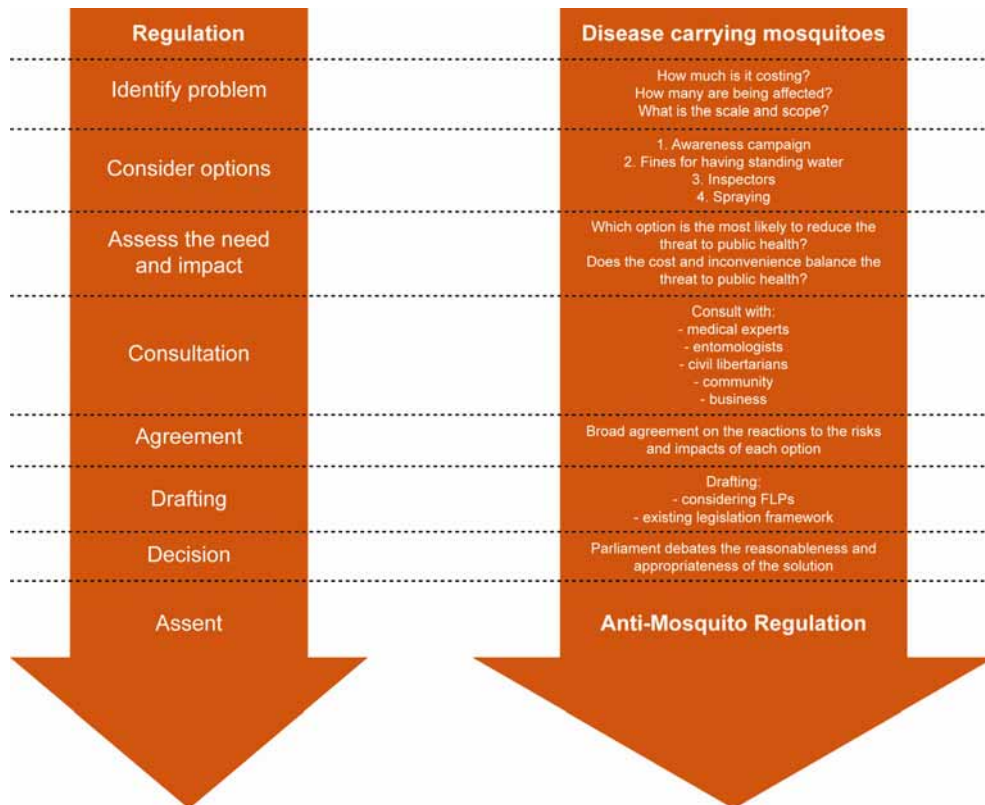 Regulation
Disease carrying mosquitoes
Identify problem
How much is it costing?
How many are being affected?
What is the scale and scope?
Consider options
1. Awareness campaign
2. Fines for having standing water
3. Inspectors
4. Spraying
Assess the need
and impact
Which option is the most likely to reduce the
threat to public health?
Does the cost and inconvenience balance the
threat to public health?
Consultation
Consult with:
- medical experts
- entomologists
- civil libertarians
- community
- business
Agreement
Broad agreement on the reactions to the risks
and impacts of each option
Drafting
Drafting:
- considering FLPs
- existing legislation framework
Decision
Parliament debates the reasonableness and
appropriateness of the solution
Assent
Anti-Mosquito Regulation